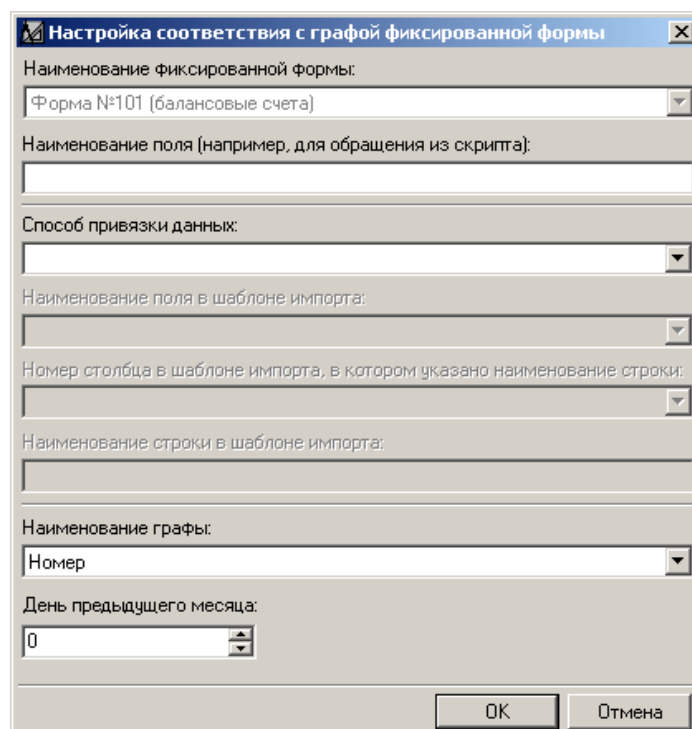 Настройка соответствия с графой фиксированной формы
Наименование фиксированной формы:
Форма №101 (балансовые счета)
Наименование поля (например, для обращения из скрипта):
Способ привязки данных:
Наименование поля в шаблоне импорта:
Номер столбца в шаблоне импорта, в котором указано наименование строки:
Наименование строки в шаблоне импорта:
Наименование графы:
Номер
День предыдущего месяца:
0
OK Отмена